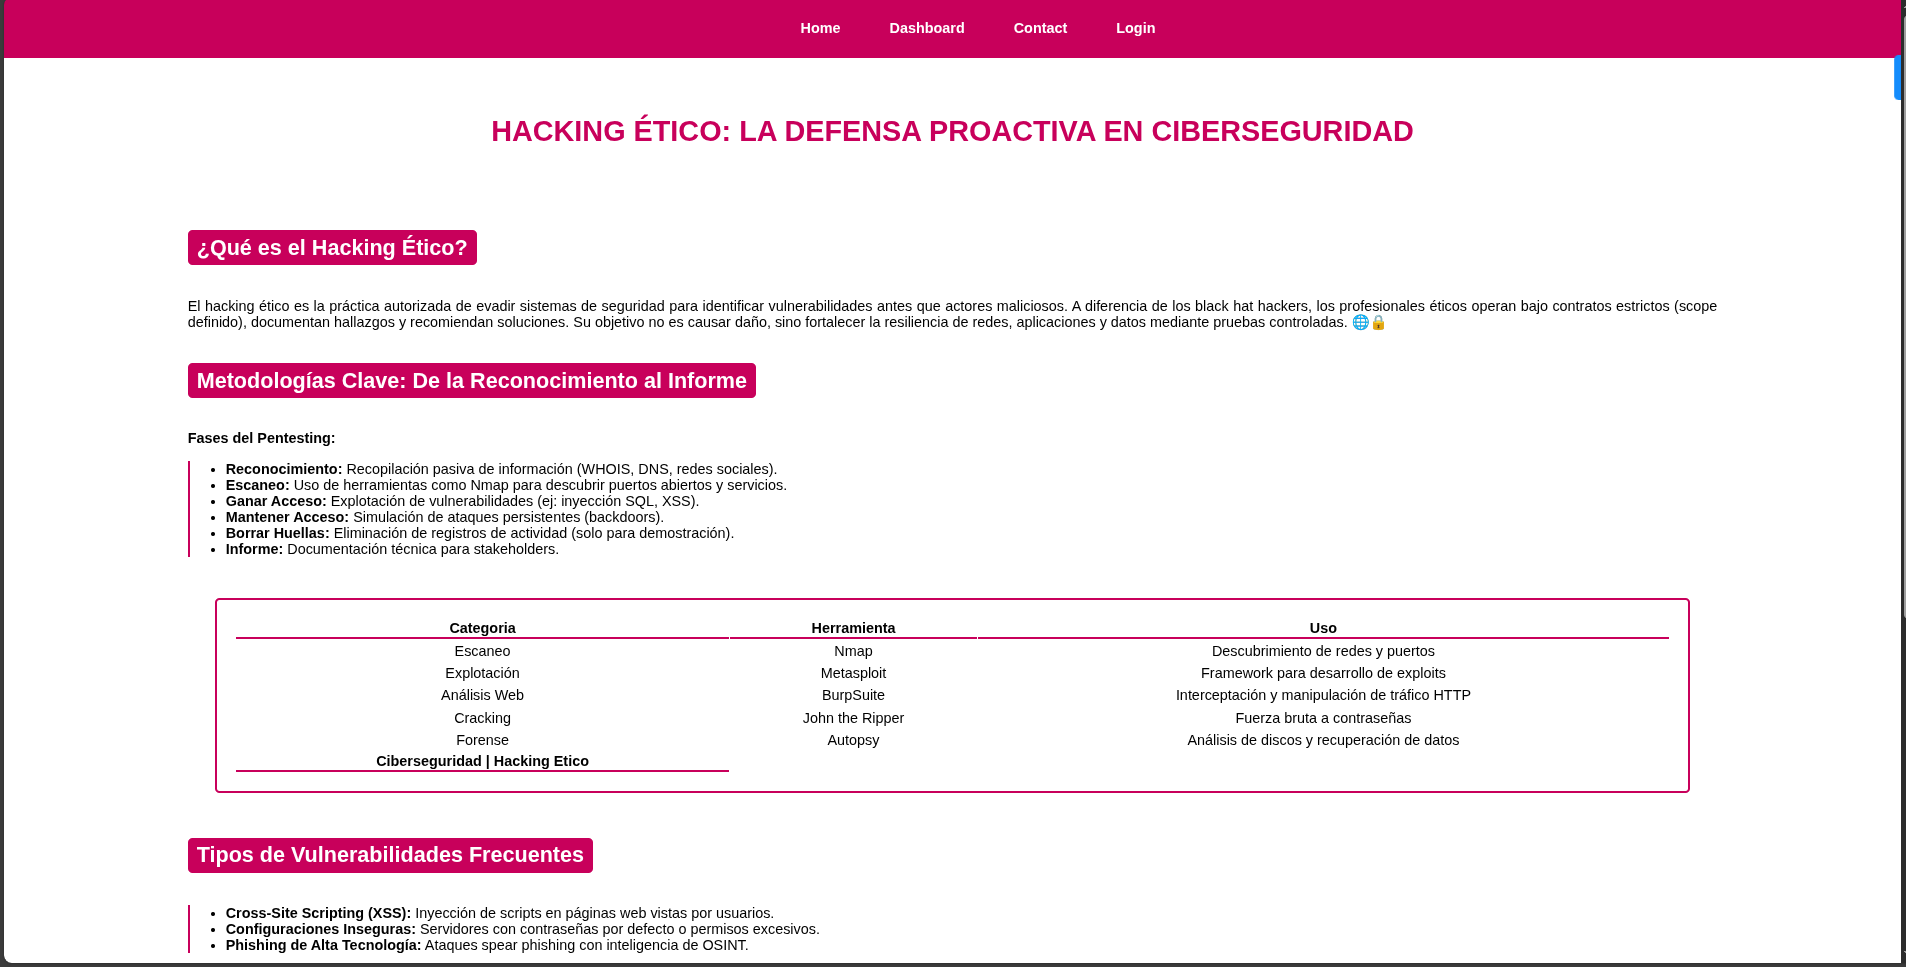 Home Dashboard Contact Login
HACKING ÉTICO: LA DEFENSA PROACTIVA EN CIBERSEGURIDAD
¿Qué es el Hacking Ético?
El hacking ético es la práctica autorizada de evadir sistemas de seguridad para identificar vulnerabilidades antes que actores maliciosos. A diferencia de los black hat hackers, los profesionales éticos operan bajo contratos estrictos (scope
definido), documentan hallazgos y recomiendan soluciones. Su objetivo no es causar daño, sino fortalecer la resiliencia de redes, aplicaciones y datos mediante pruebas controladas. 🌐🔒
Metodologías Clave: De la Reconocimiento al Informe
Fases del Pentesting:
• Reconocimiento: Recopilación pasiva de información (WHOIS, DNS, redes sociales).
• Escaneo: Uso de herramientas como Nmap para descubrir puertos abiertos y servicios.
• Ganar Acceso: Explotación de vulnerabilidades (ej: inyección SQL, XSS).
• Mantener Acceso: Simulación de ataques persistentes (backdoors).
• Borrar Huellas: Eliminación de registros de actividad (solo para demostración).
• Informe: Documentación técnica para stakeholders.
Categoria Herramienta Uso
Escaneo Nmap Descubrimiento de redes y puertos
Explotación Metasploit Framework para desarrollo de exploits
Análisis Web BurpSuite Interceptación y manipulación de tráfico HTTP
Cracking John the Ripper Fuerza bruta a contraseñas
Forense Autopsy Análisis de discos y recuperación de datos
Ciberseguridad | Hacking Etico
Tipos de Vulnerabilidades Frecuentes
• Cross-Site Scripting (XSS): Inyección de scripts en páginas web vistas por usuarios.
• Configuraciones Inseguras: Servidores con contraseñas por defecto o permisos excesivos.
• Phishing de Alta Tecnología: Ataques spear phishing con inteligencia de OSINT.